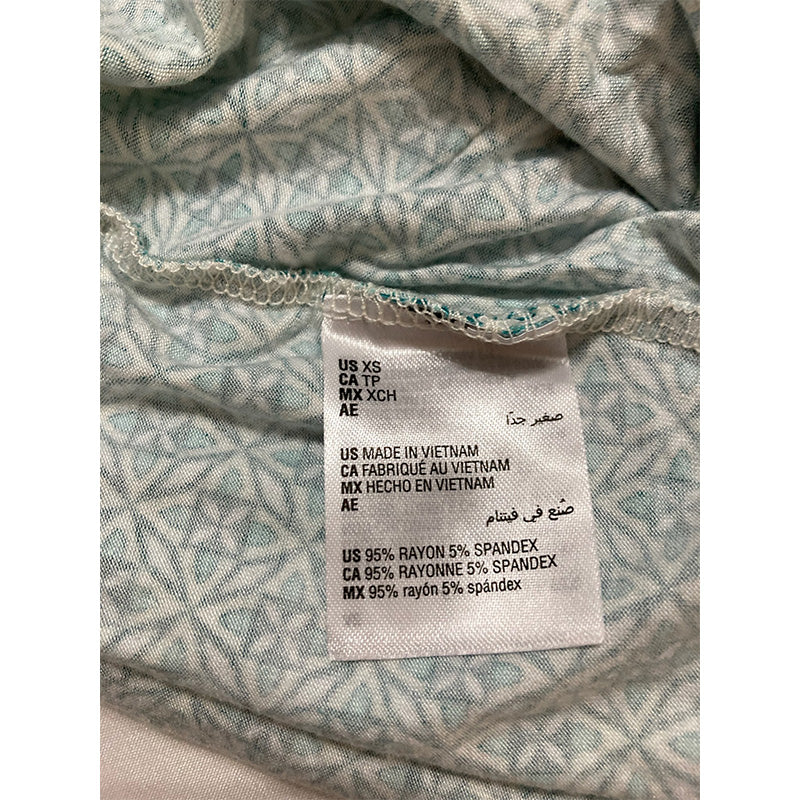 US XS
CA TP
MX XCH
AE
صغير جدًا
US MADE IN VIETNAM
CA FABRIQUÉ AU VIETNAM
MX HECHO EN VIETNAM
AE
صُنع في فيتنام
US 95% RAYON 5% SPANDEX
CA 95% RAYONNE 5% SPANDEX
MX 95% rayón 5% spándex